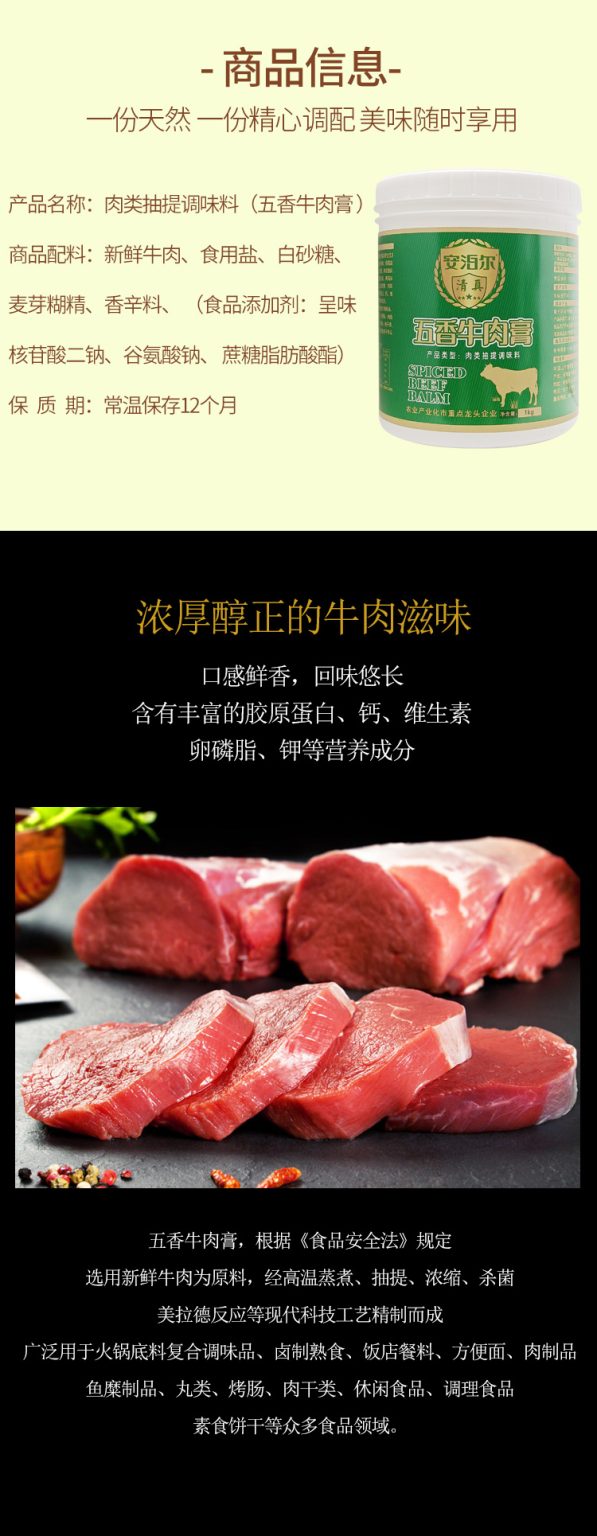 - 商品信息-
一份天然 一份精心调配 美味随时享用
产品名称：肉类抽提调味料（五香牛肉膏）
商品配料：新鲜牛肉、食用盐、白砂糖、
麦芽糊精、香辛料、（食品添加剂：呈味
核苷酸二钠、谷氨酸钠、蔗糖脂肪酸酯）
保 质 期：常温保存12个月
安泊尔
清真
五香牛肉膏
产品类型：肉类抽提调味料
SPICED
BEEF
BALM
农业产业化市重点龙头企业
净含量：1kg
浓厚醇正的牛肉滋味
口感鲜香，回味悠长
含有丰富的胶原蛋白、钙、维生素
卵磷脂、钾等营养成分
五香牛肉膏，根据《食品安全法》规定
选用新鲜牛肉为原料，经高温蒸煮、抽提、浓缩、杀菌
美拉德反应等现代科技工艺精制而成
广泛用于火锅底料复合调味品、卤制熟食、饭店餐料、方便面、肉制品
鱼糜制品、丸类、烤肠、肉干类、休闲食品、调理食品
素食饼干等众多食品领域。